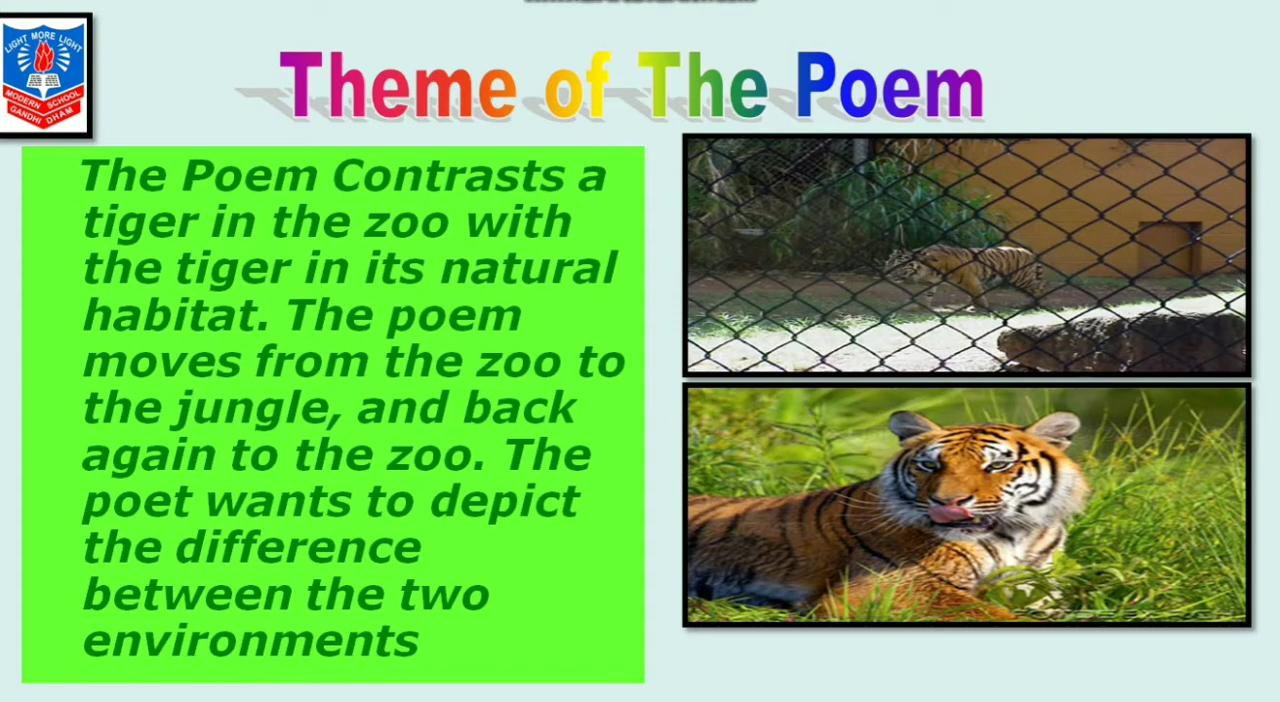 LIGHT MORE LIGHT
MODERN SCHOOL
GANDHI DHAM
Theme of The Poem
The Poem Contrasts a
tiger in the zoo with
the tiger in its natural
habitat. The poem
moves from the zoo to
the jungle, and back
again to the zoo. The
poet wants to depict
the difference
between the two
environments